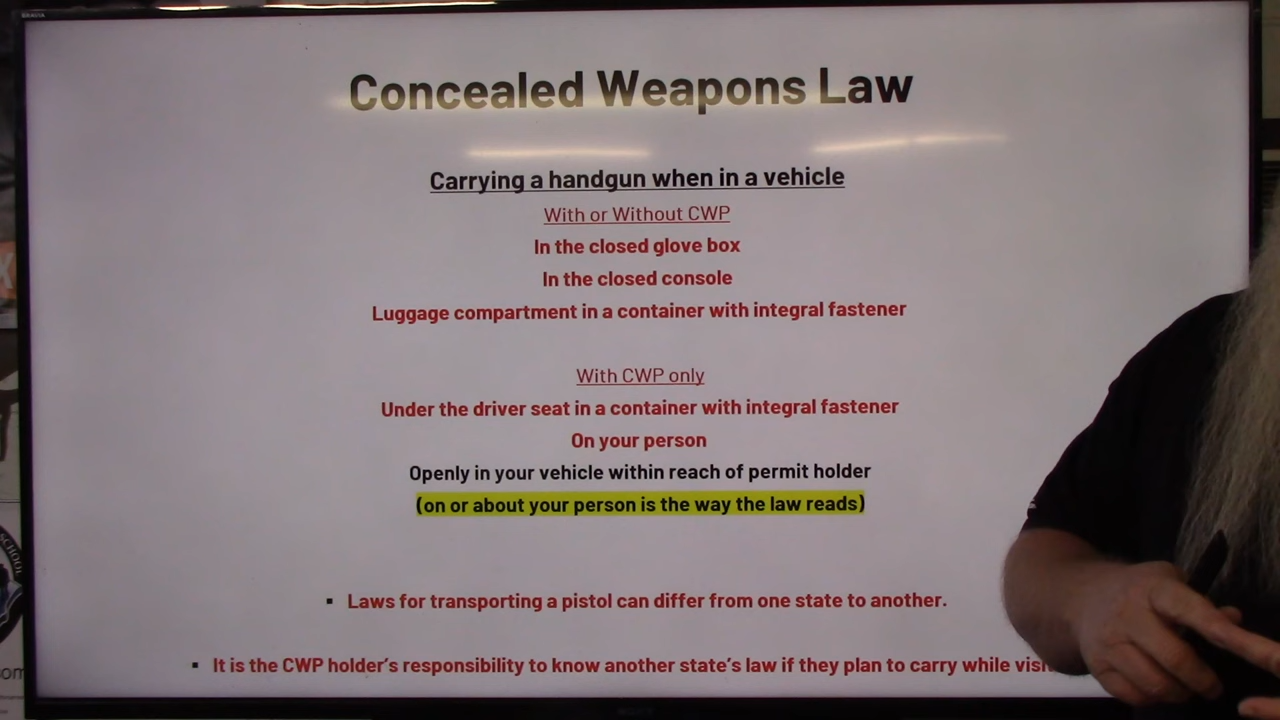 Concealed Weapons Law
Carrying a handgun when in a vehicle
With or Without CWP
In the closed glove box
In the closed console
Luggage compartment in a container with integral fastener
With CWP only
Under the driver seat in a container with integral fastener
On your person
Openly in your vehicle within reach of permit holder
(on or about your person is the way the law reads)
▪ Laws for transporting a pistol can differ from one state to another.
▪ It is the CWP holder's responsibility to know another state's law if they plan to carry while
SCHOOL